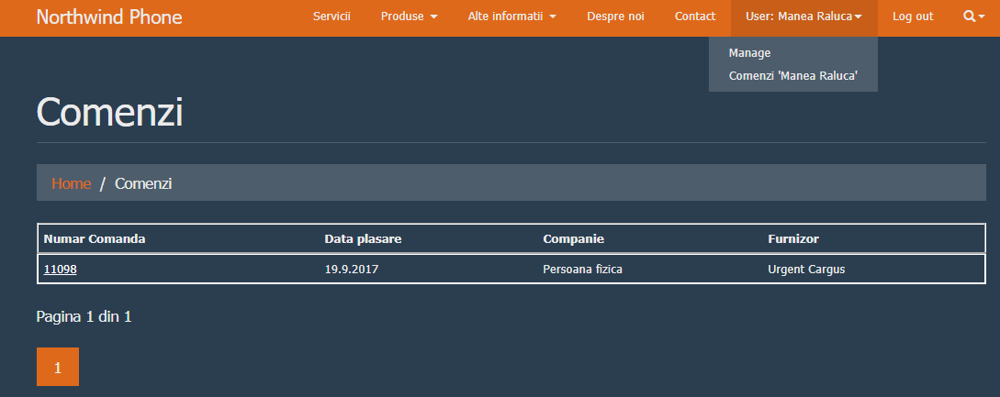 Northwind Phone Servicii Produse Alte informatii Despre noi Contact User: Manea Raluca Log out
Manage
Comenzi 'Manea Raluca'
Comenzi
Home / Comenzi
Numar Comanda Data plasare Companie Furnizor
11098 19.9.2017 Persoana fizica Urgent Cargus
Pagina 1 din 1
1